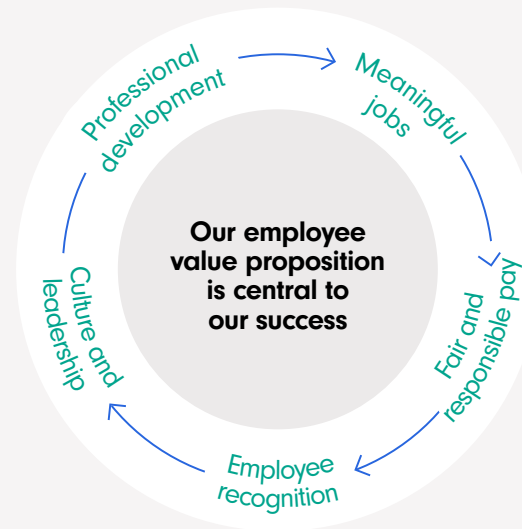 Professional
development
Meaningful
jobs
Fair and
responsible pay
Employee
recognition
Culture and
leadership
Our employee
value proposition
is central to
our success